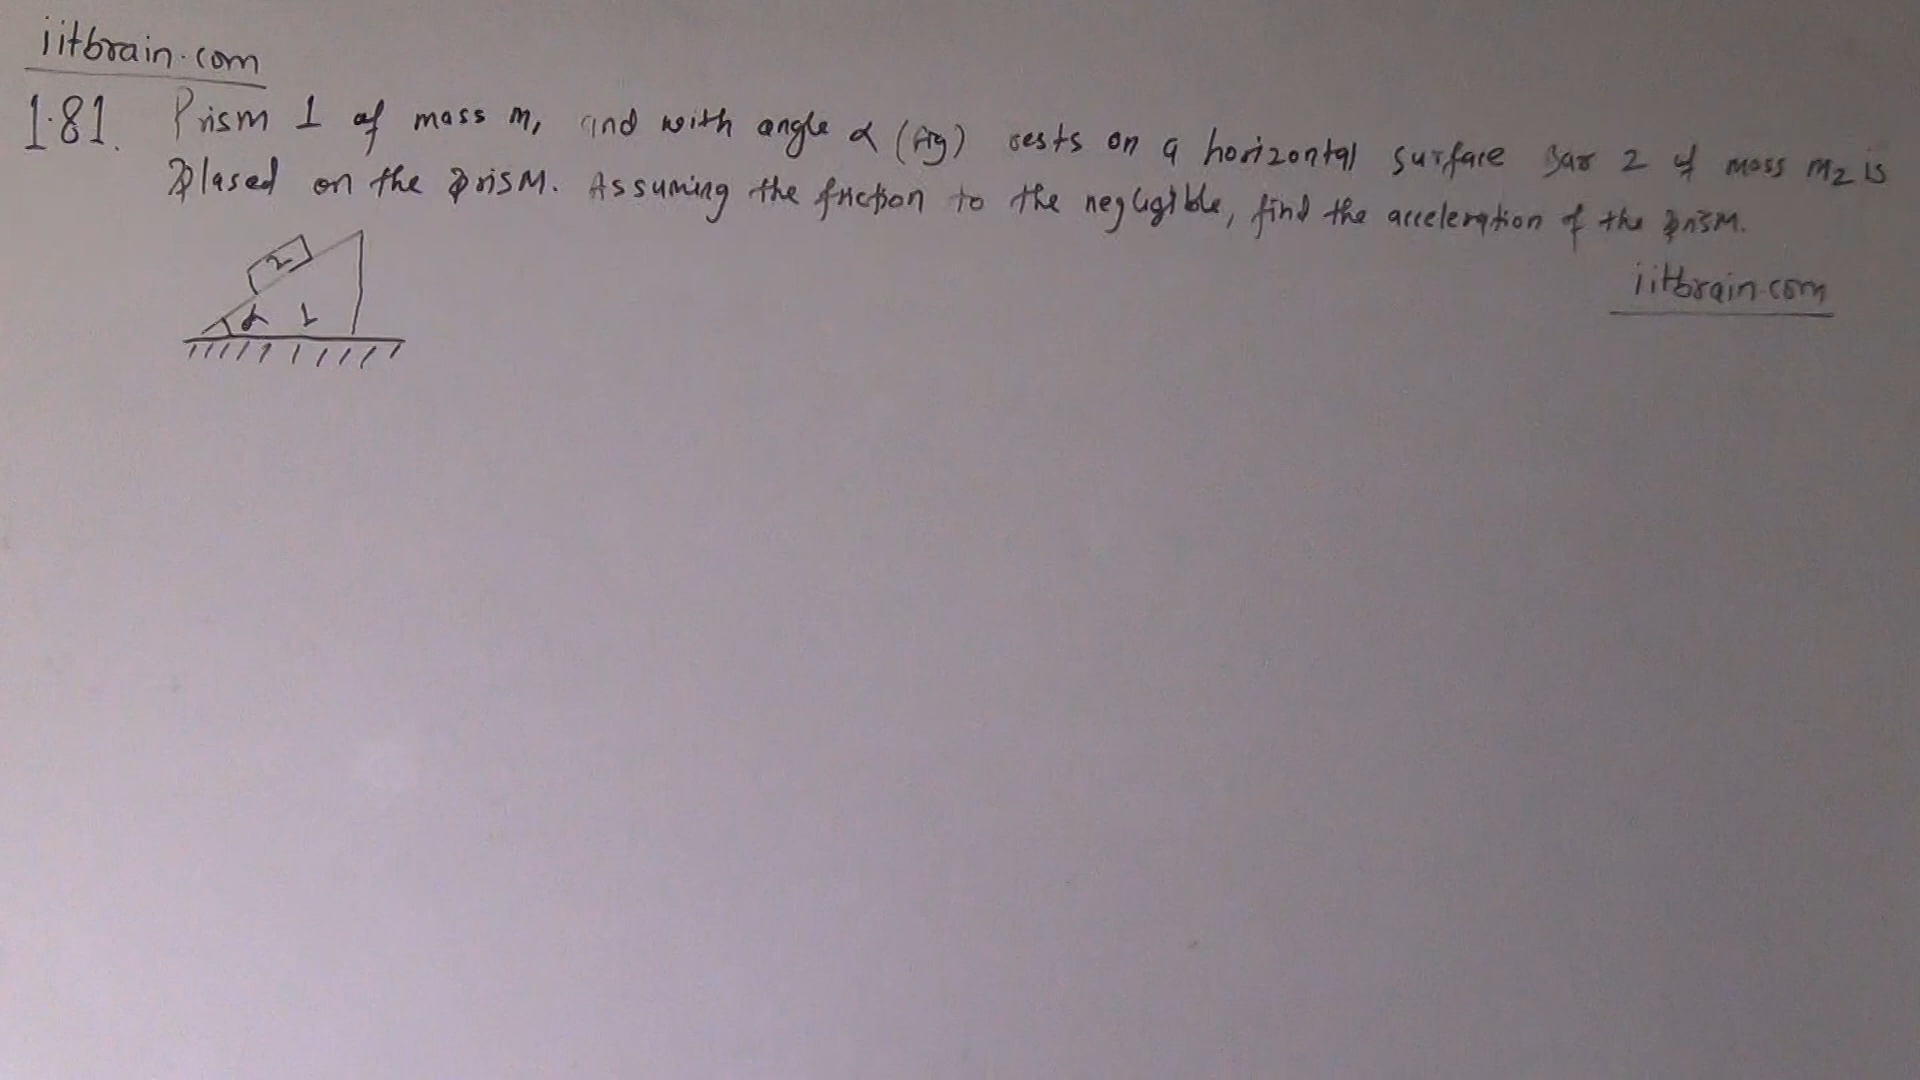 iitbrain.com
1.81. Prism 1 of mass m, and with angle α (fig) rests on a horizontal surface Bar 2 of mass m2 is
plased on the prism. Assuming the friction to the negligible, find the acceleration of the prism.
iitbrain.com
2
α 1